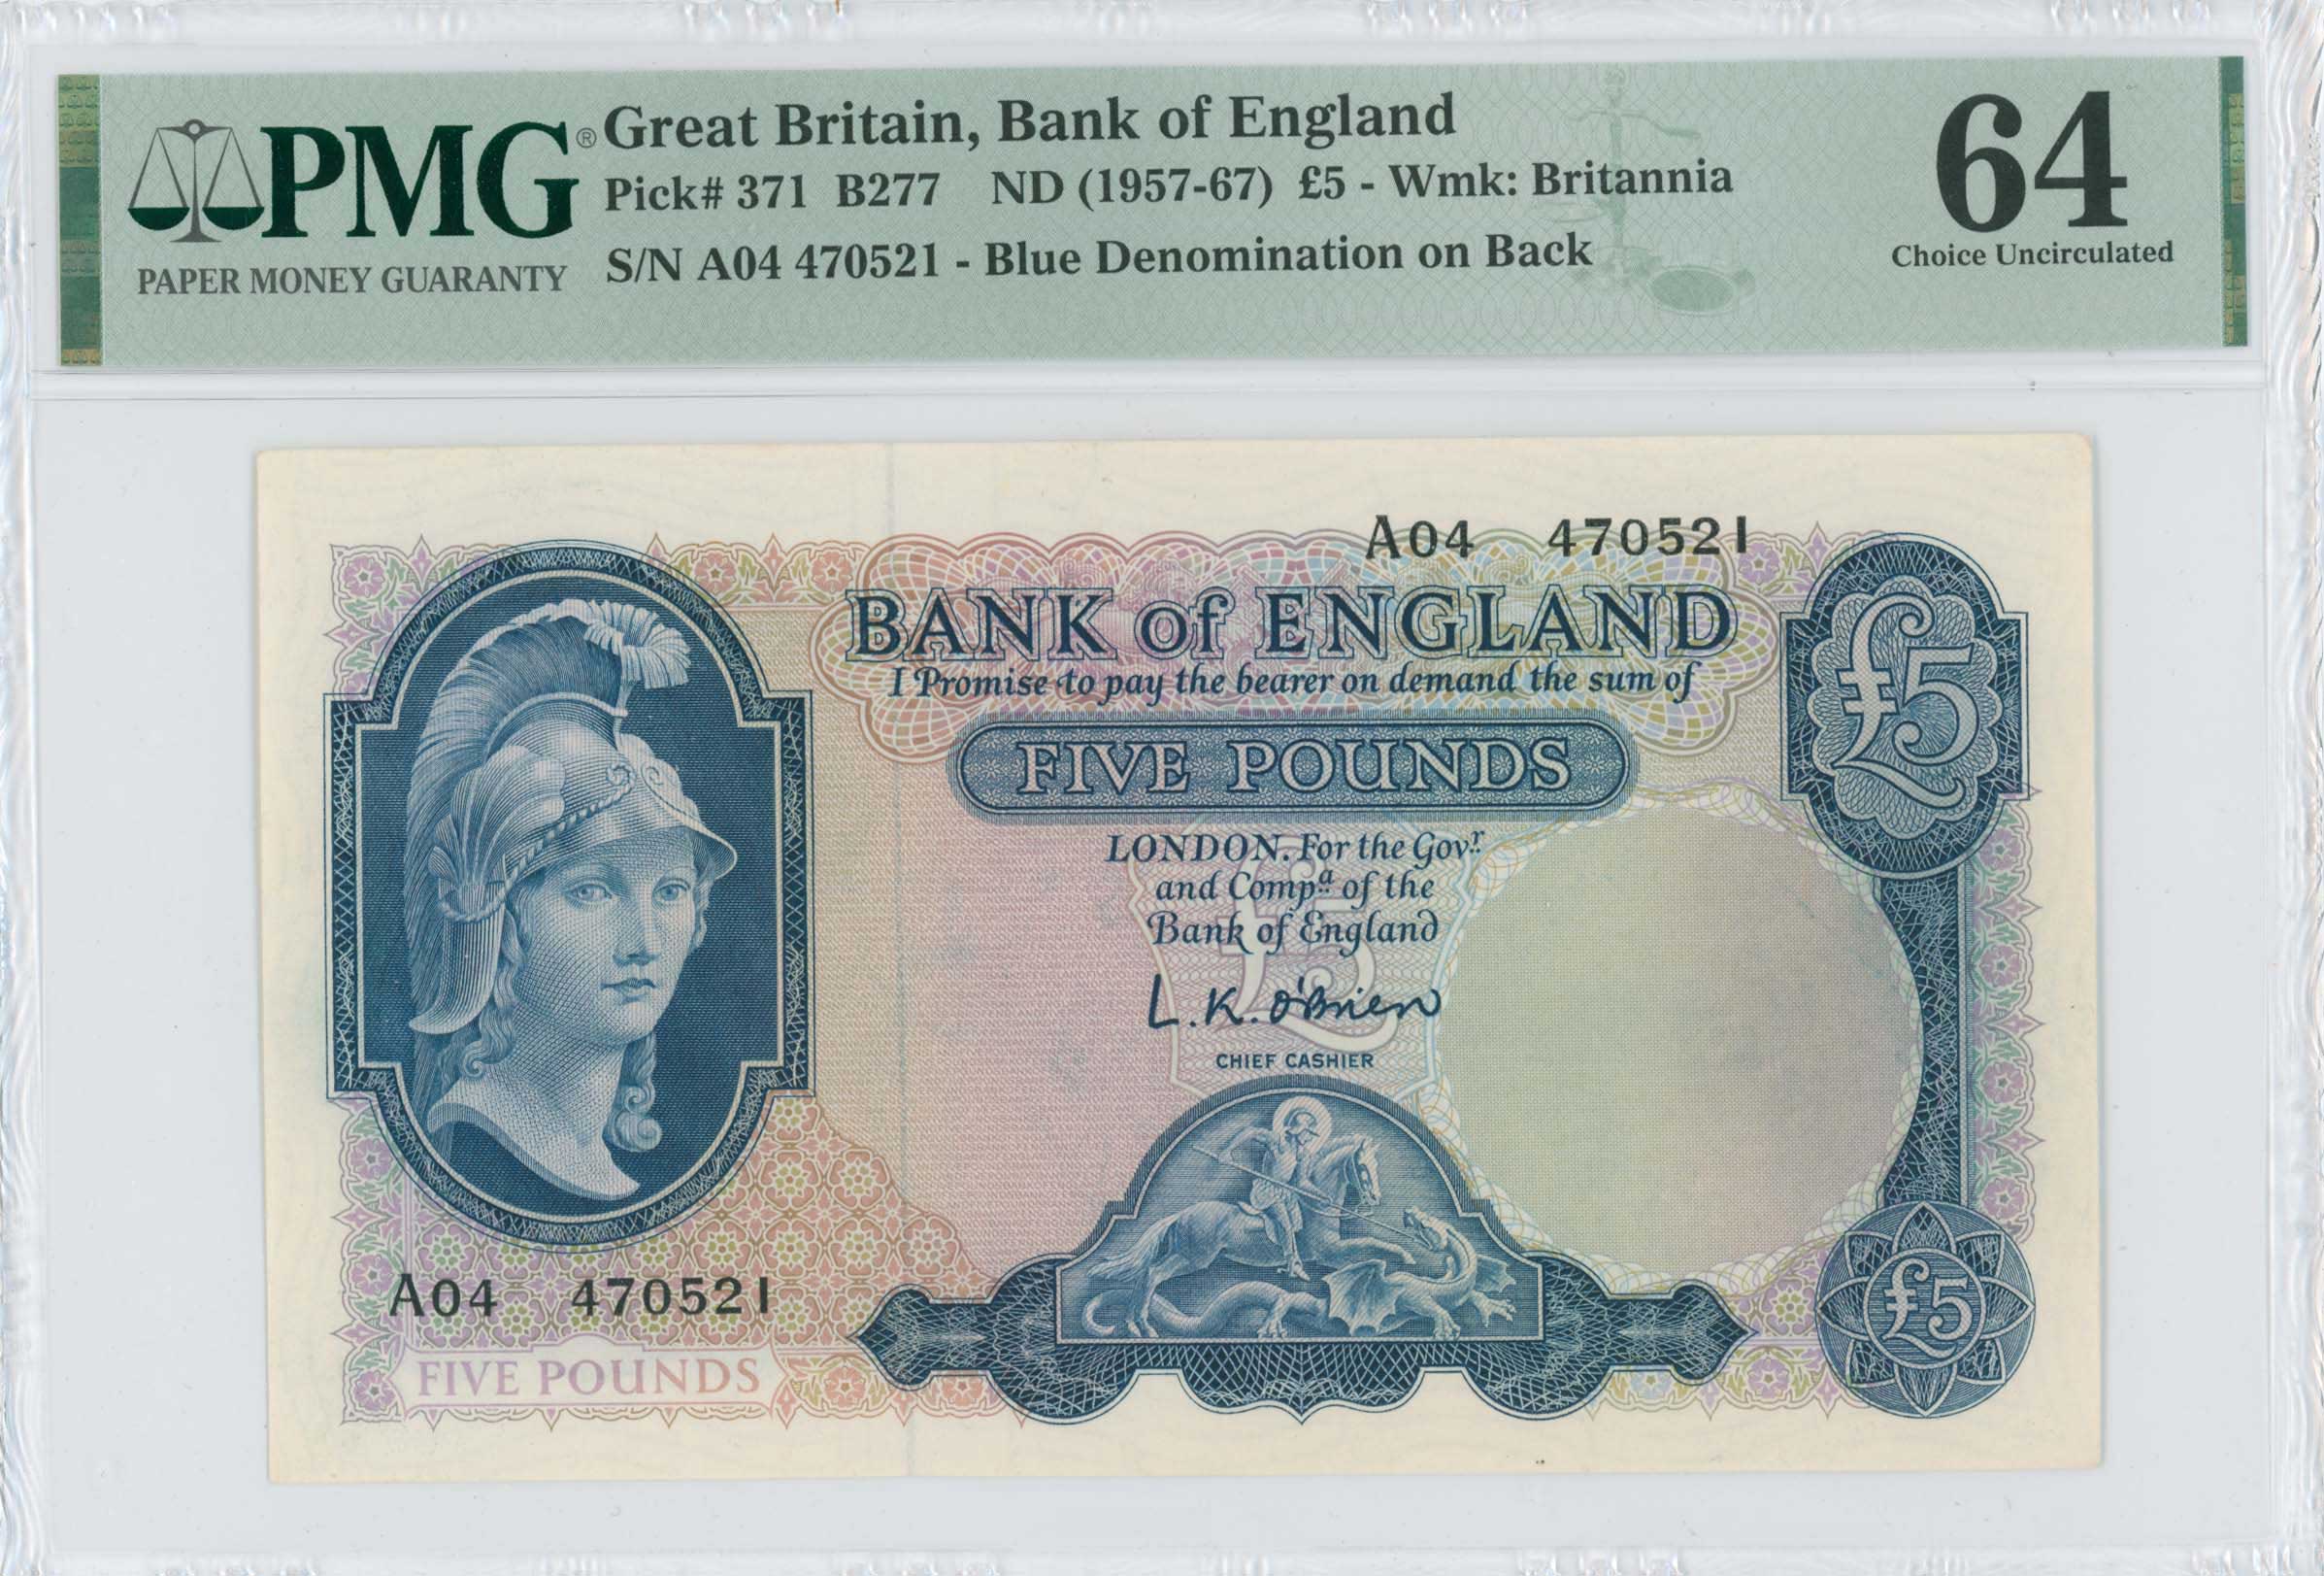 PMG®
PAPER MONEY GUARANTY
Great Britain, Bank of England
Pick# 371 B277 ND (1957-67) £5 - Wmk: Britannia
S/N A04 470521 - Blue Denomination on Back
64
Choice Uncirculated
A04 470521
BANK of ENGLAND
I Promise to pay the bearer on demand the sum of
FIVE POUNDS
£5
LONDON. For the Govr.
and Compa. of the
Bank of England
£5
L.K. O'Brien
CHIEF CASHIER
A04 470521
FIVE POUNDS
£5